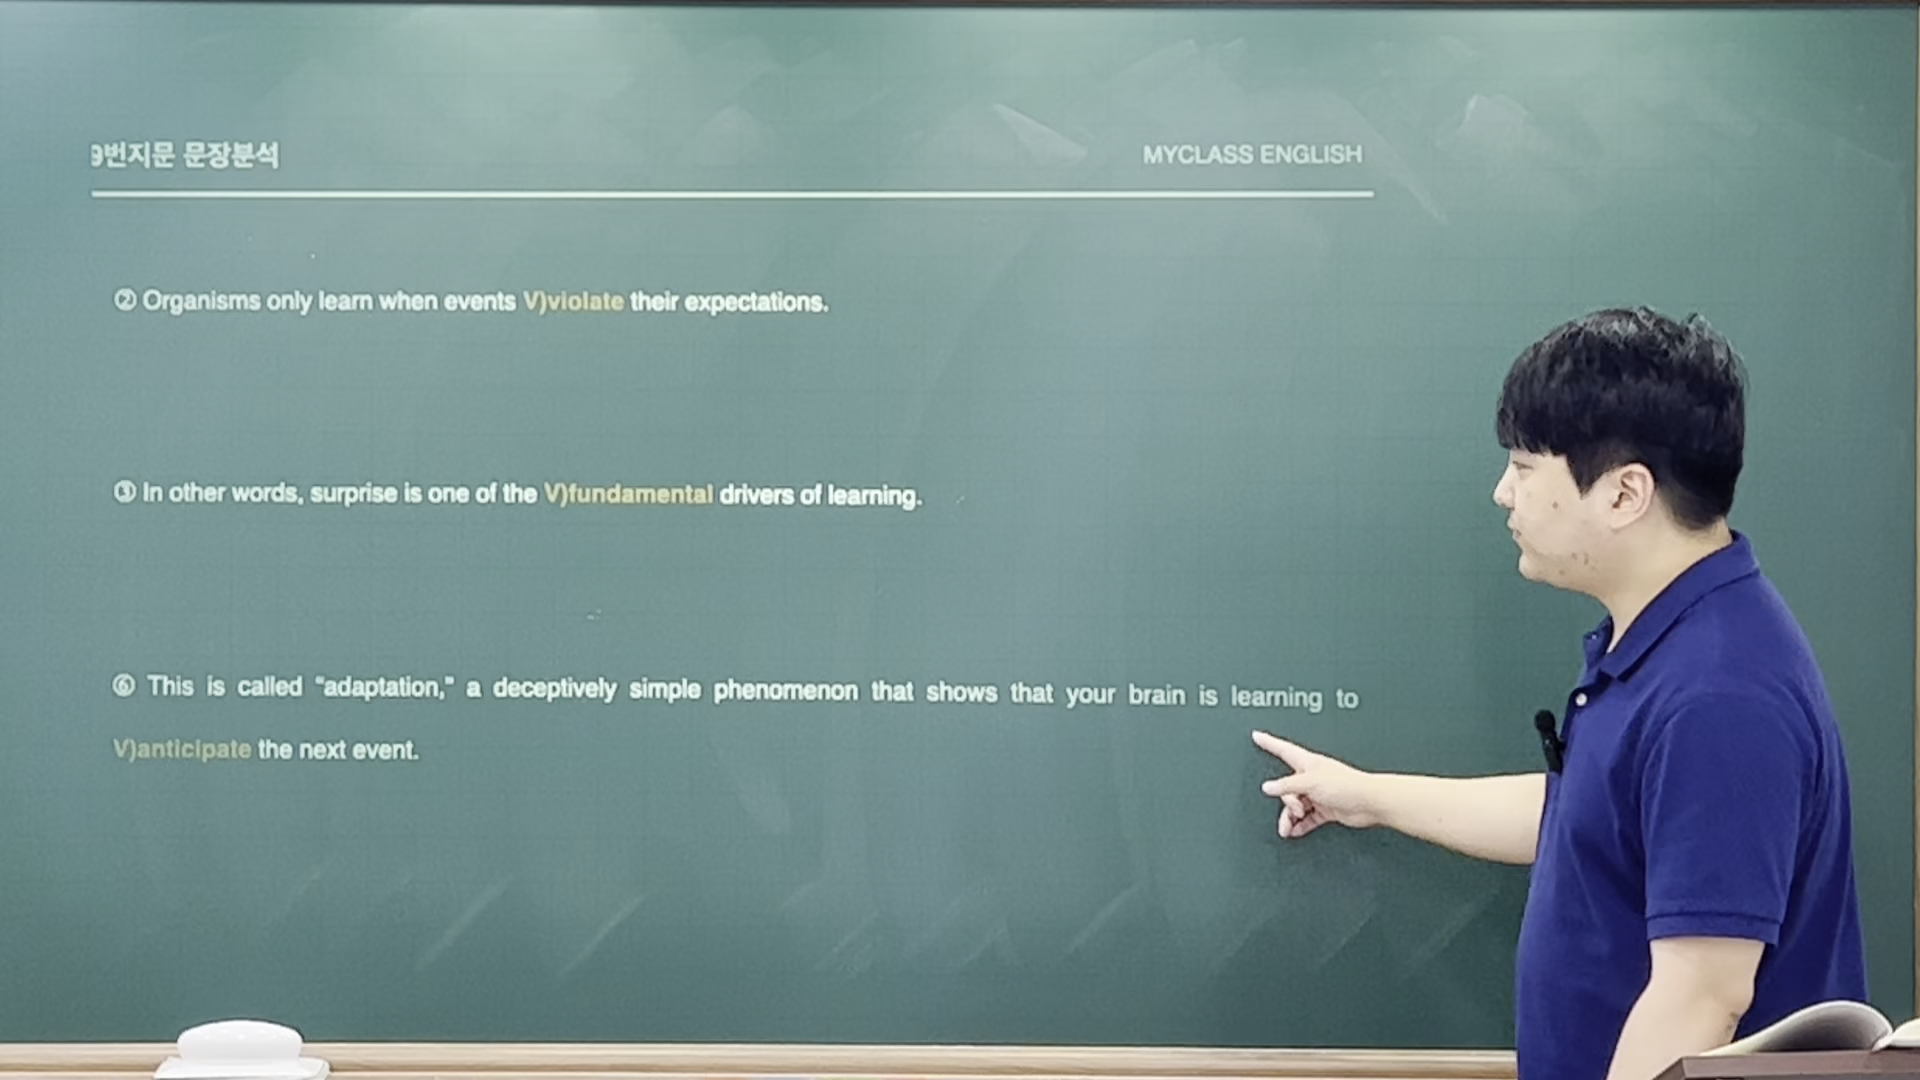 9번지문 문장분석
MYCLASS ENGLISH
② Organisms only learn when events V)violate their expectations.
③ In other words, surprise is one of the V)fundamental drivers of learning.
⑥ This is called “adaptation,” a deceptively simple phenomenon that shows that your brain is learning to
V)anticipate the next event.